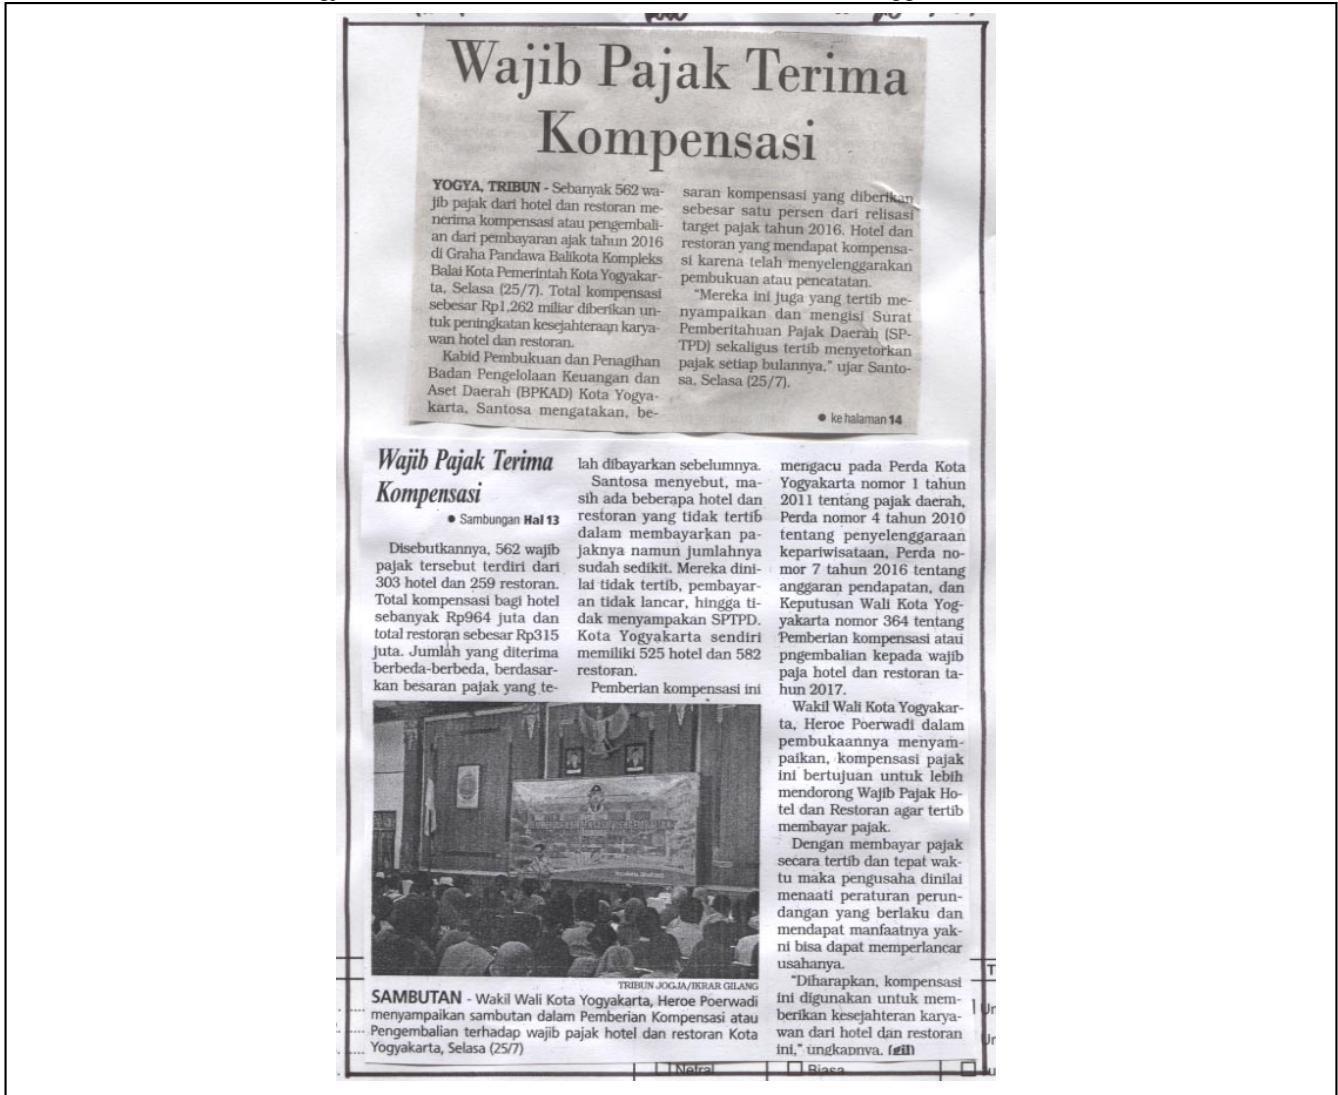 Wajib Pajak Terima
Kompensasi
YOGYA, TRIBUN - Sebanyak 562 wa-
jib pajak dari hotel dan restoran me-
nerima kompensasi atau pengembali-
an dari pembayaran ajak tahun 2016
di Graha Pandawa Balikota Kompleks
Balai Kota Pemerintah Kota Yogyakar-
ta, Selasa (25/7). Total kompensasi
sebesar Rp1,262 miliar diberikan un-
tuk peningkatan kesejahteraan karya-
wan hotel dan restoran.
Kabid Pembukuan dan Penagihan
Badan Pengelolaan Keuangan dan
Aset Daerah (BPKAD) Kota Yogya-
karta, Santosa mengatakan, be-
saran kompensasi yang diberikan
sebesar satu persen dari relisasi
target pajak tahun 2016. Hotel dan
restoran yang mendapat kompensa-
si karena telah menyelenggarakan
pembukuan atau pencatatan.
"Mereka ini juga yang tertib me-
nyampaikan dan mengisi Surat
Pemberitahuan Pajak Daerah (SP-
TPD) sekaligus tertib menyetorkan
pajak setiap bulannya," ujar Santo-
sa, Selasa (25/7).
● ke halaman 14
Wajib Pajak Terima
Kompensasi
● Sambungan Hal 13
Disebutkannya, 562 wajib
pajak tersebut terdiri dari
303 hotel dan 259 restoran.
Total kompensasi bagi hotel
sebanyak Rp964 juta dan
total restoran sebesar Rp315
juta. Jumlah yang diterima
berbeda-berbeda, berdasar-
kan besaran pajak yang te-
lah dibayarkan sebelumnya.
Santosa menyebut, ma-
sih ada beberapa hotel dan
restoran yang tidak tertib
dalam membayarkan pa-
jaknya namun jumlahnya
sudah sedikit. Mereka dini-
lai tidak tertib, pembayar-
an tidak lancar, hingga ti-
dak menyampakan SPTPD.
Kota Yogyakarta sendiri
memiliki 525 hotel dan 582
restoran.
Pemberian kompensasi ini
mengacu pada Perda Kota
Yogyakarta nomor 1 tahun
2011 tentang pajak daerah,
Perda nomor 4 tahun 2010
tentang penyelenggaraan
kepariwisataan, Perda no-
mor 7 tahun 2016 tentang
anggaran pendapatan, dan
Keputusan Wali Kota Yog-
yakarta nomor 364 tentang
Pemberian kompensasi atau
pngembalian kepada wajib
paja hotel dan restoran ta-
hun 2017.
Wakil Wali Kota Yogyakar-
ta, Heroe Poerwadi dalam
pembukaannya menyam-
paikan, kompensasi pajak
ini bertujuan untuk lebih
mendorong Wajib Pajak Ho-
tel dan Restoran agar tertib
membayar pajak.
Dengan membayar pajak
secara tertib dan tepat wak-
tu maka pengusaha dinilai
menaati peraturan perun-
dangan yang berlaku dan
mendapat manfaatnya yak-
ni bisa dapat memperlancar
usahanya.
"Diharapkan, kompensasi
ini digunakan untuk mem-
berikan kesejahteran karya-
wan dari hotel dan restoran
ini," ungkapnya. (gil)
TRIBUN JOGJA/IKRAR GILANG
SAMBUTAN - Wakil Wali Kota Yogyakarta, Heroe Poerwadi
menyampaikan sambutan dalam Pemberian Kompensasi atau
Pengembalian terhadap wajib pajak hotel dan restoran Kota
Yogyakarta, Selasa (25/7)
Netral
Biasa